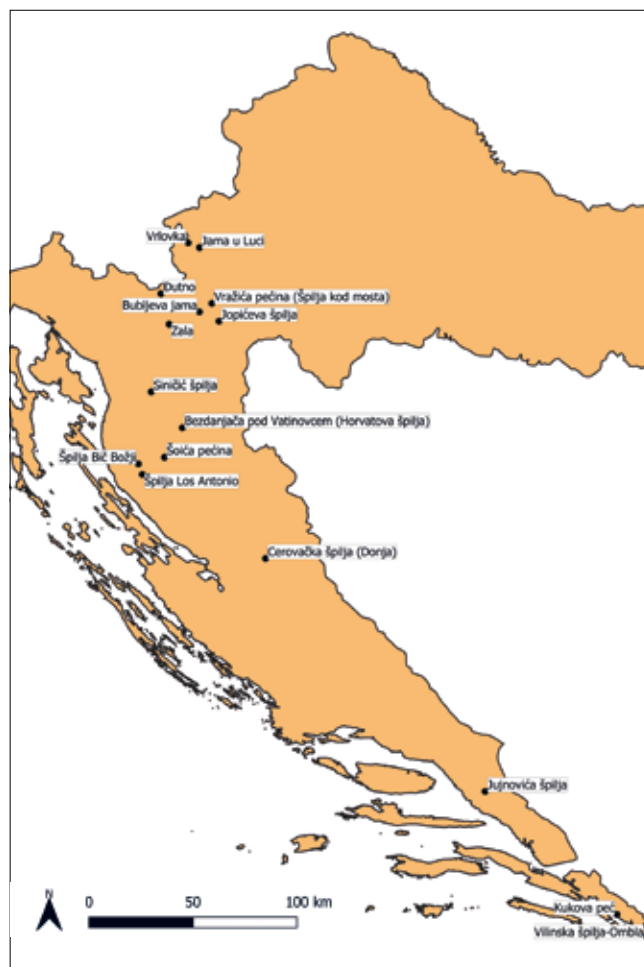 Vrlovka
Jama u Luci
Dutno
Vražića pečina (Špilja kod mosta)
Bubijeva jama
Jopićeva špilja
Zala
Siničić špilja
Bezdanjača pod Vatinovcem (Horvatova špilja)
Šoića pećina
Špilja Bič Božji
Špilja Los Antonio
Cerovačka špilja (Donja)
Jujnovića špilja
N
0 50 100 km
Kukova peć
Vilinska špilja-Ombla